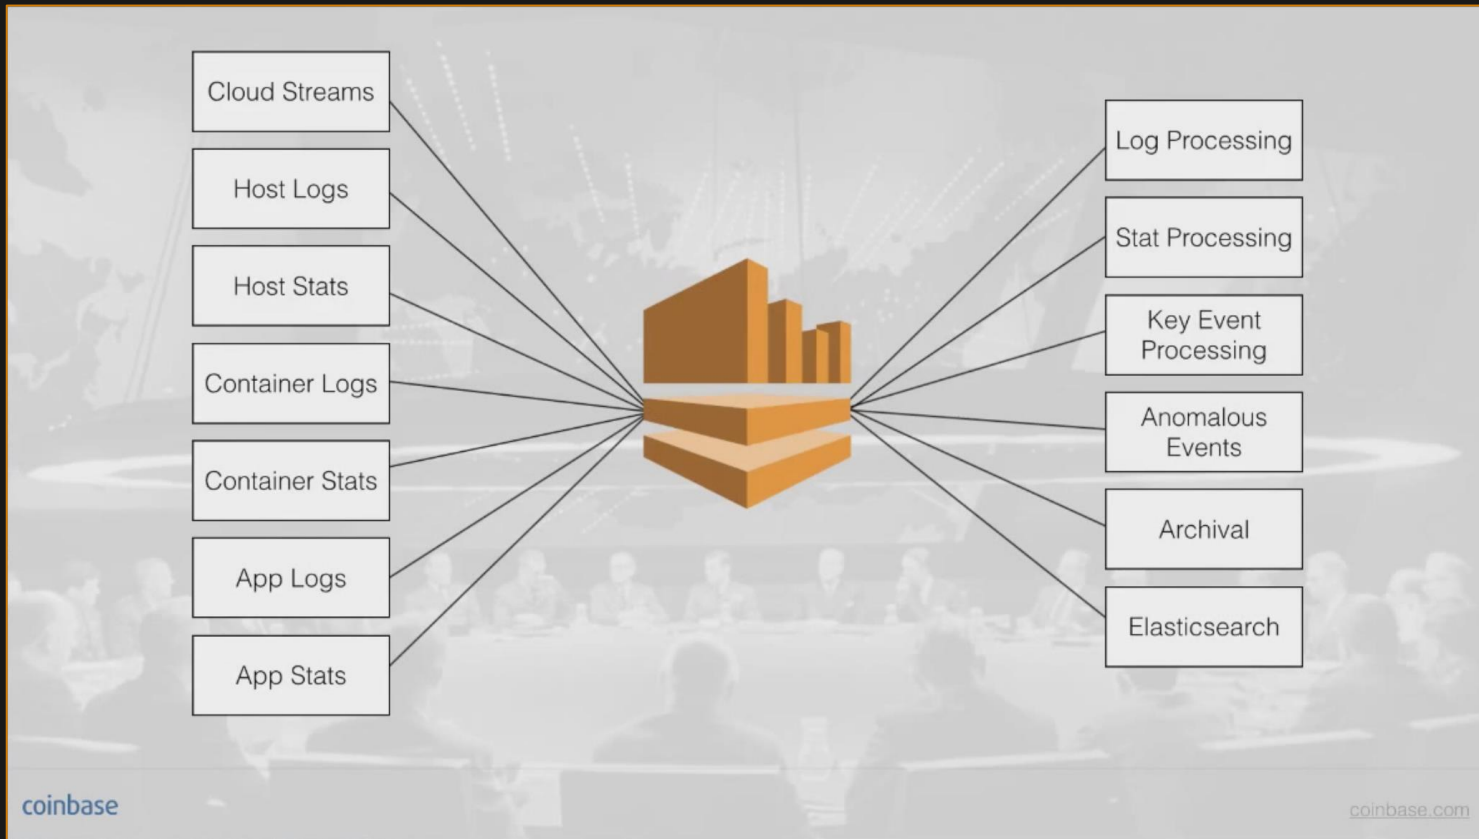 Cloud Streams
Host Logs
Host Stats
Container Logs
Container Stats
App Logs
App Stats
Log Processing
Stat Processing
Key Event
Processing
Anomalous
Events
Archival
Elasticsearch
coinbase
coinbase.com